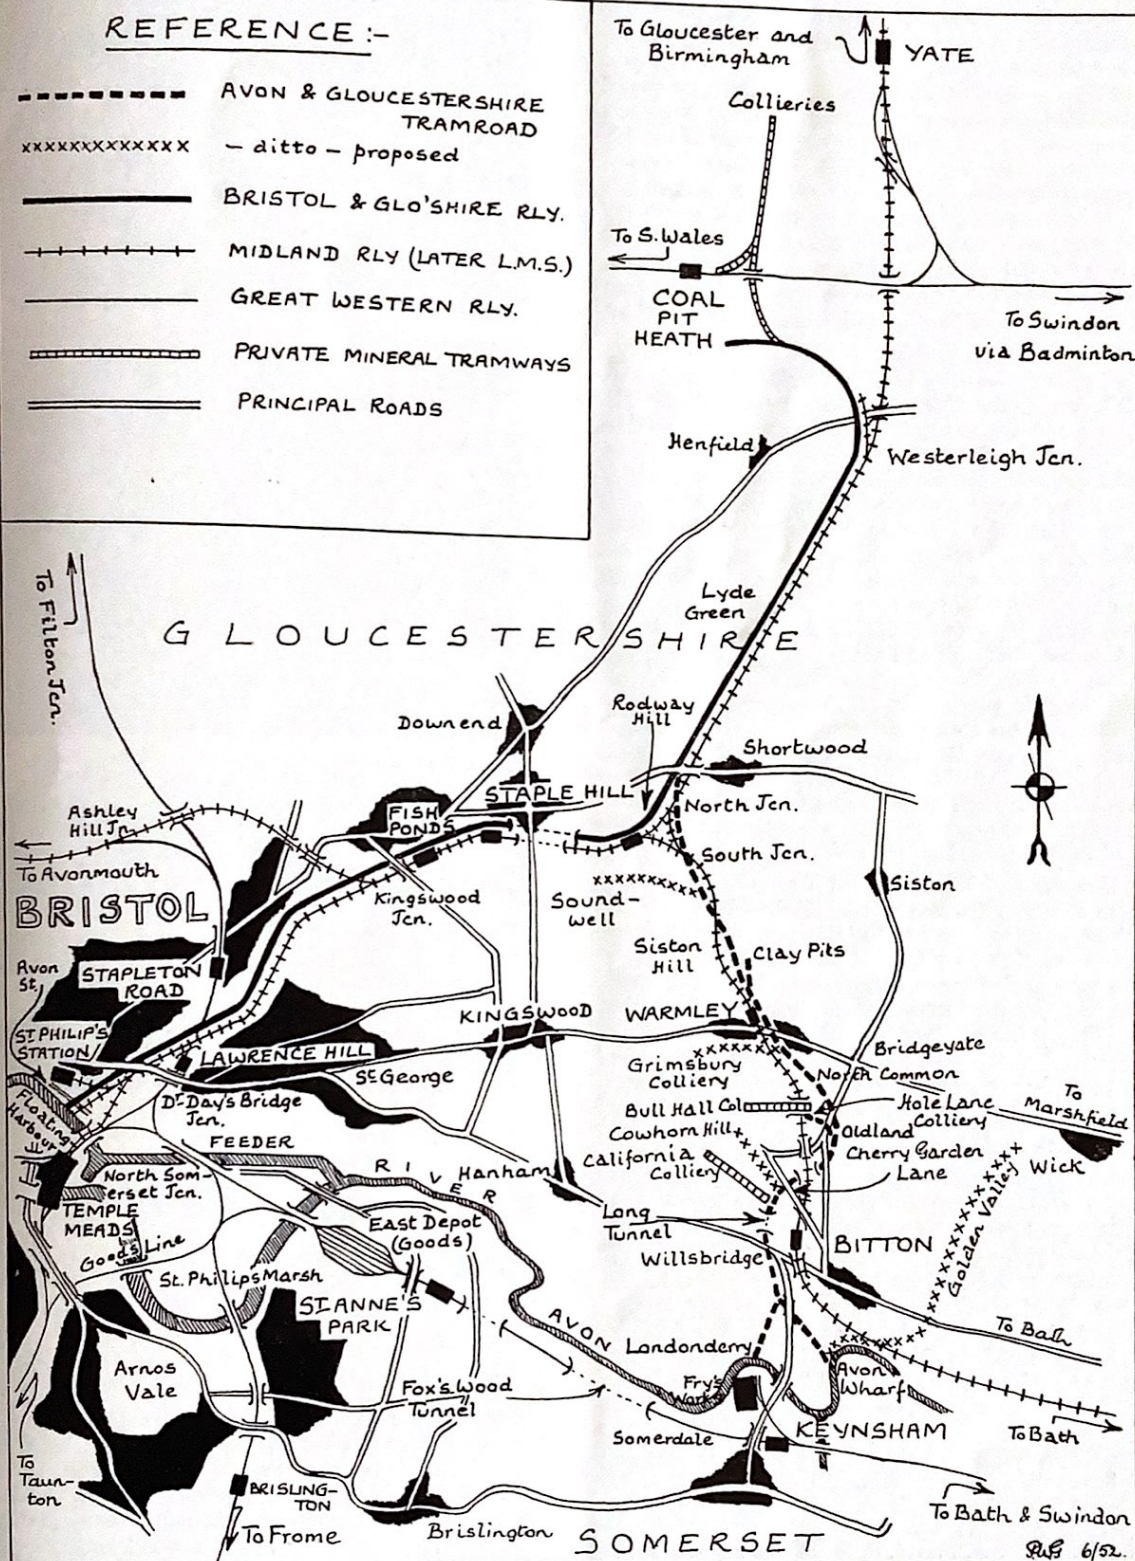 REFERENCE :-
AVON & GLOUCESTERSHIRE
TRAMROAD
- ditto - proposed
BRISTOL & GLO'SHIRE RLY.
MIDLAND RLY (LATER L.M.S.)
GREAT WESTERN RLY.
PRIVATE MINERAL TRAMWAYS
PRINCIPAL ROADS
To Gloucester and
Birmingham
YATE
Collieries
To S. Wales
COAL
PIT
HEATH
To Swindon
via Badminton
Henfield
Westerleigh Jcn.
To Filton Jcn.
Lyde
Green
GLOUCESTERSHIRE
Rodway
Hill
Downend
Shortwood
STAPLE HILL
North Jcn.
Ashley
Hill Jn.
FISH
PONDS
To Avonmouth
South Jcn.
BRISTOL
Kingswood
Jcn.
Sound-
well
Siston
Siston
Hill
Clay Pits
Avon
St.
STAPLETON
ROAD
ST PHILIP'S
STATION
KINGSWOOD
WARMLEY
LAWRENCE HILL
Bridgeyate
St George
Grimsbury
Colliery
North Common
Floating
Harbour
Dr Day's Bridge
Jcn.
Bull Hall Col.
Hole Lane
Colliery
To
Marshfield
FEEDER
Cowhorn Hill
Oldland
Cherry Garden
Lane
California
Colliery
Wick
RIVER
Hanham
North Som-
erset Jcn.
TEMPLE
MEADS
East Depot
(Goods)
Long
Tunnel
Golden Valley
Goods Line
Willsbridge
BITTON
St. Philips Marsh
ST ANNE'S
PARK
AVON
Londonderry
To Bath
Arnos
Vale
Fox's Wood
Tunnel
Fry's
Works
Avon
Wharf
Somerdale
KEYNSHAM
To Bath
To
Taun-
ton
BRISLING-
TON
To Frome
Brislington
SOMERSET
To Bath & Swindon
6/52.